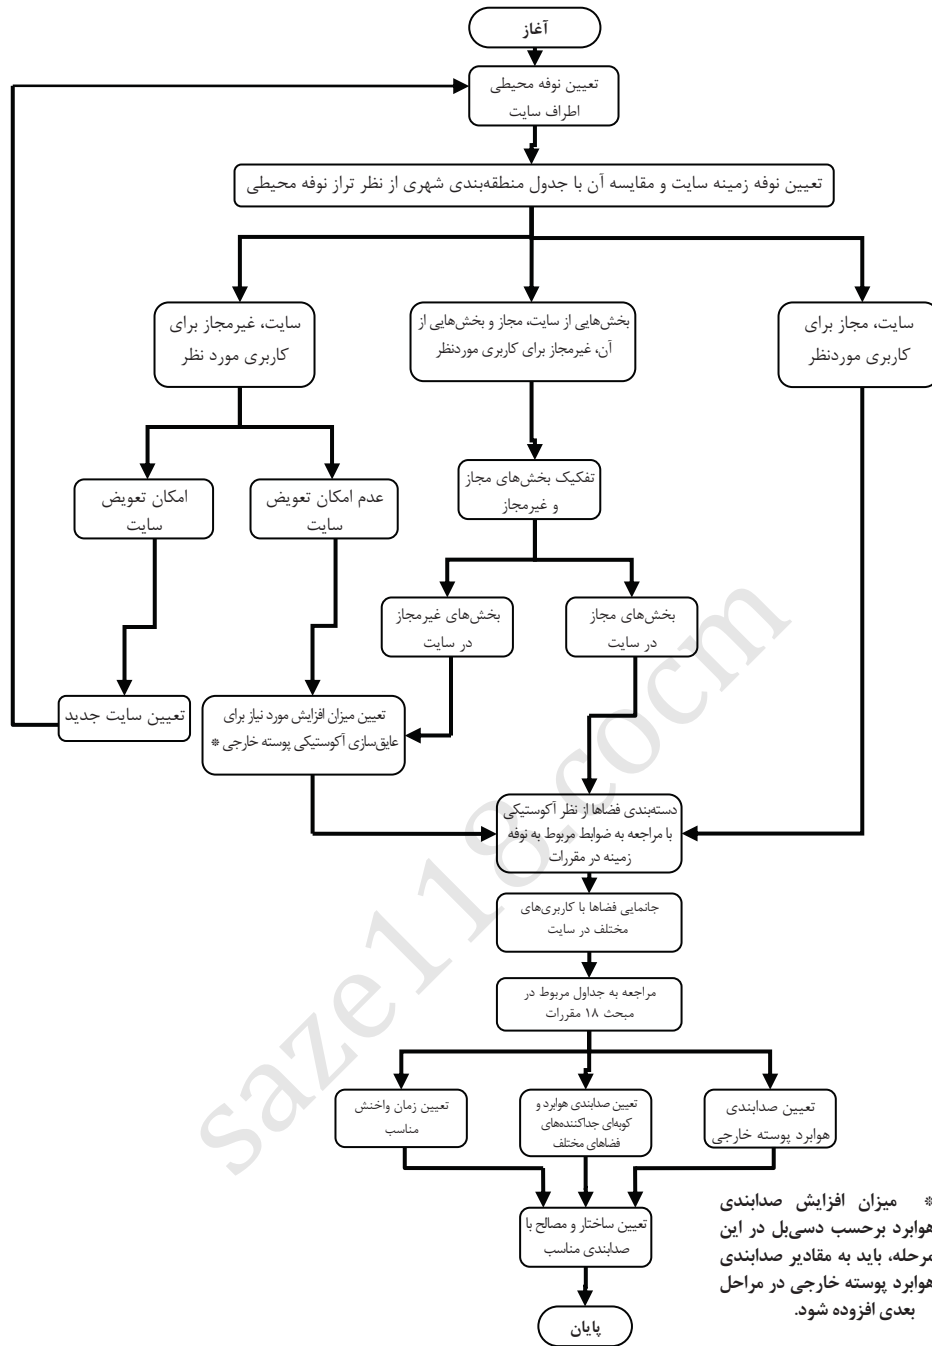 آغاز
تعیین نوفه محیطی
اطراف سایت
تعیین نوفه زمینه سایت و مقایسه آن با جدول منطقه‌بندی شهری از نظر تراز نوفه محیطی
سایت، مجاز برای
کاربری موردنظر
بخش‌هایی از سایت، مجاز و بخش‌هایی از
آن، غیرمجاز برای کاربری موردنظر
سایت، غیرمجاز برای
کاربری مورد نظر
تفکیک بخش‌های مجاز
و غیرمجاز
عدم امکان تعویض
سایت
امکان تعویض
سایت
بخش‌های مجاز
در سایت
بخش‌های غیرمجاز
در سایت
تعیین میزان افزایش مورد نیاز برای
عایق‌سازی آکوستیکی پوسته خارجی *
تعیین سایت جدید
دسته‌بندی فضاها از نظر آکوستیکی
با مراجعه به ضوابط مربوط به نوفه
زمینه در مقررات
جانمایی فضاها با کاربری‌های
مختلف در سایت
مراجعه به جداول مربوط در
مبحث ۱۸ مقررات
تعیین صدابندی
هوابرد پوسته خارجی
تعیین صدابندی هوابرد و
کوبه‌ای جداکننده‌های
فضاهای مختلف
تعیین زمان واخنش
مناسب
تعیین ساختار و مصالح با
صدابندی مناسب
پایان
* میزان افزایش صدابندی
هوابرد برحسب دسی‌بل در این
مرحله، باید به مقادیر صدابندی
هوابرد پوسته خارجی در مراحل
بعدی افزوده شود.
saze118.cocm